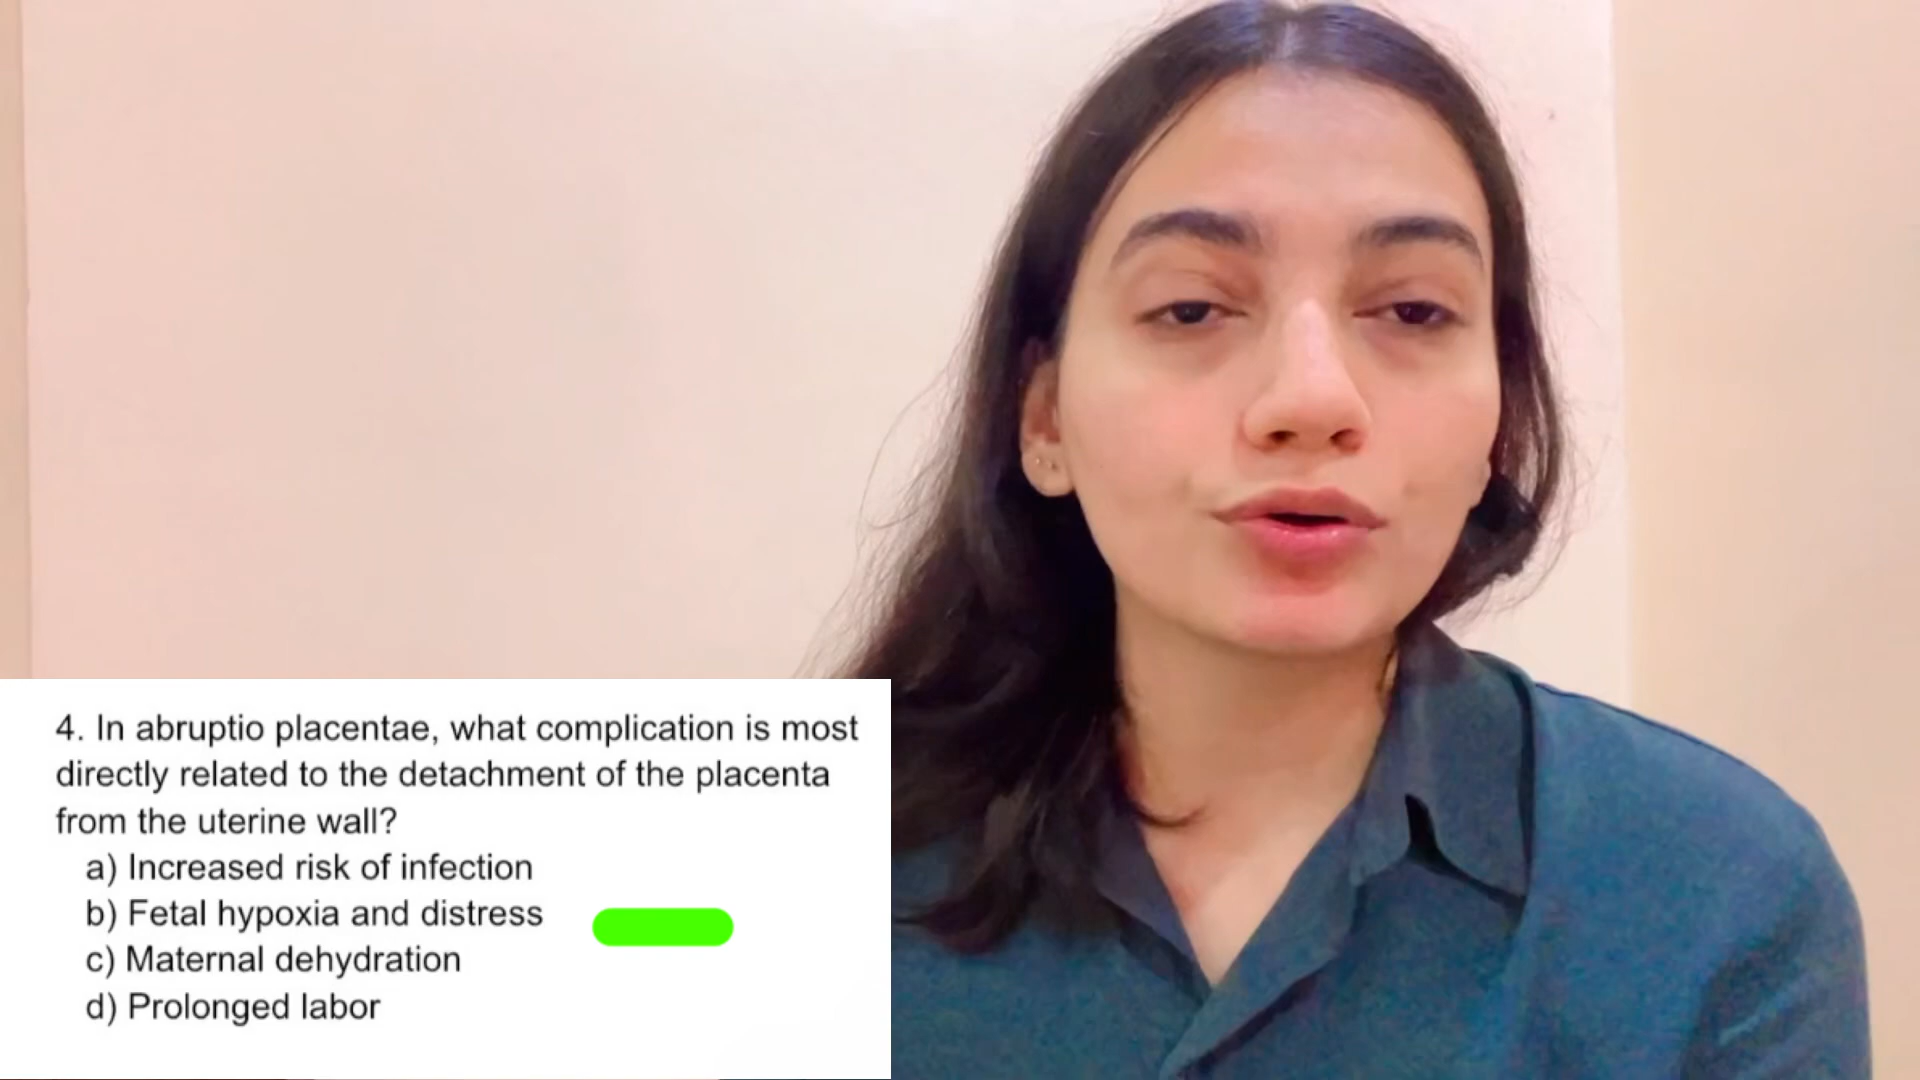 4. In abruptio placentae, what complication is most
directly related to the detachment of the placenta
from the uterine wall?
a) Increased risk of infection
b) Fetal hypoxia and distress
c) Maternal dehydration
d) Prolonged labor